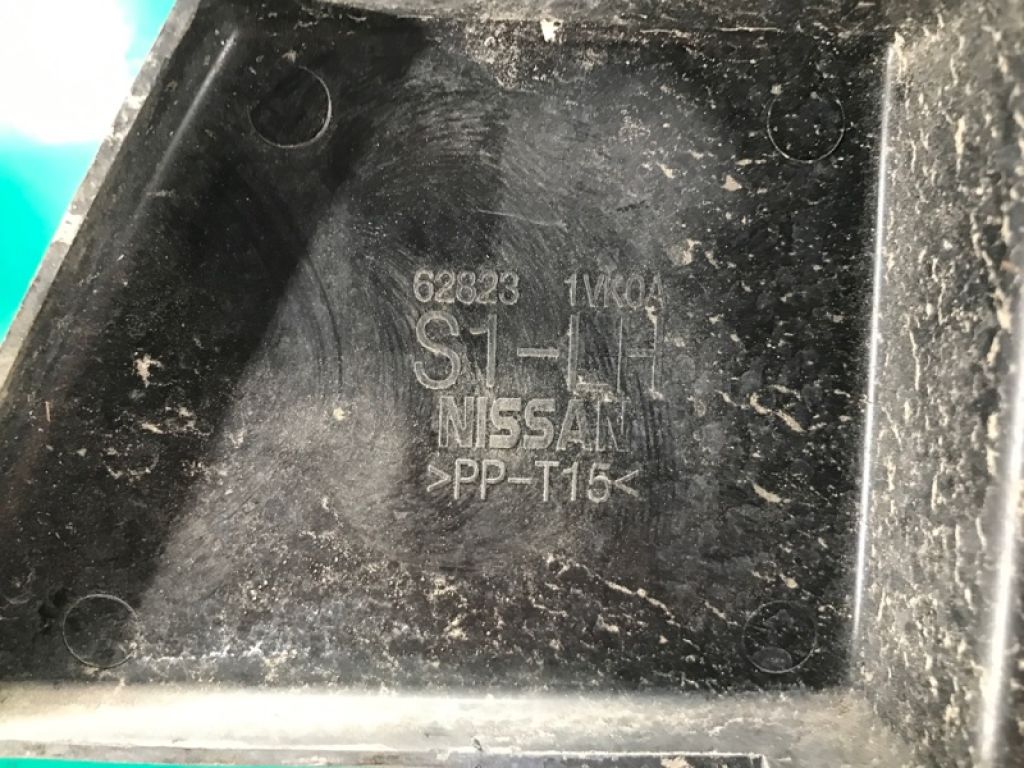 62823 1VK0A
S1-LH
NISSAN
>PP-T15<